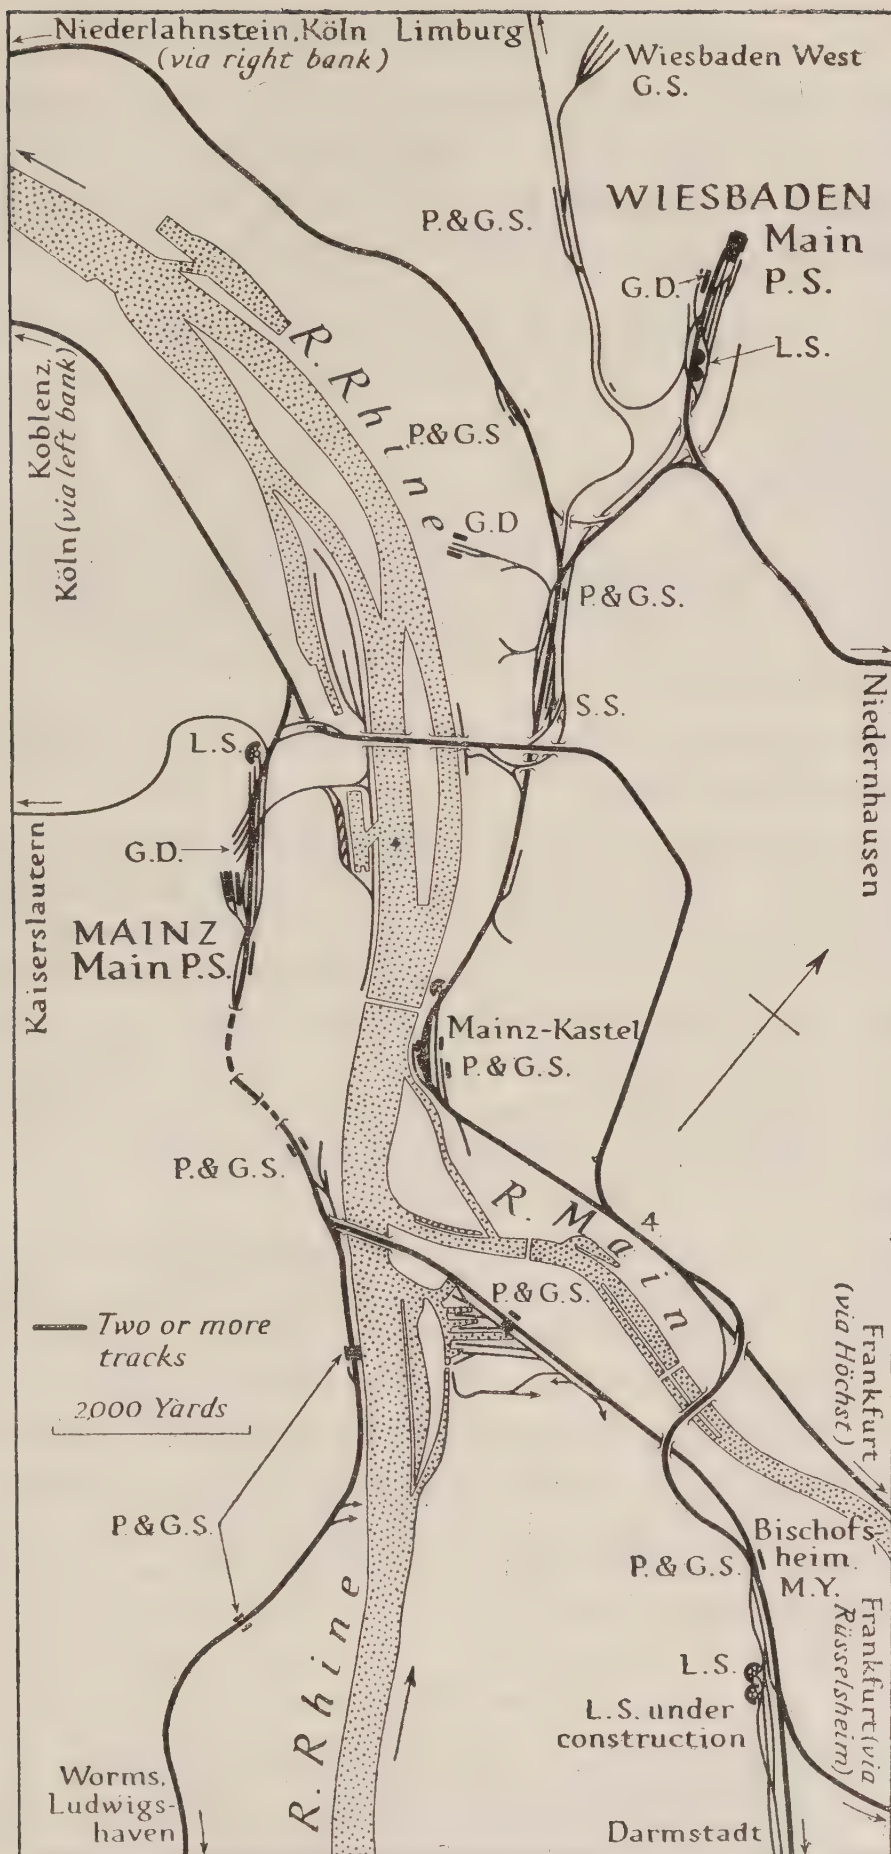 Niederlahnstein, Köln Limburg
(via right bank)
Wiesbaden West
G.S.
P.&G.S.
WIESBADEN
Main
P.S.
G.D.
L.S.
R. Rhine
Koblenz,
Köln (via left bank)
P.&G.S
G.D
P.&G.S.
S.S.
Niedernhausen
L.S.
Kaiserslautern
G.D.
MAINZ
Main P.S.
Mainz-Kastel
P.&G.S.
P.&G.S.
R. Main
4
P.&G.S.
Two or more
tracks
2,000 Yards
Frankfurt
(via Höchst)
P.&G.S.
Bischofs-
heim
M.Y.
P.&G.S.
R. Rhine
L.S.
L.S. under
construction
Frankfurt (via
Rüsselsheim)
Worms,
Ludwigs-
haven
Darmstadt